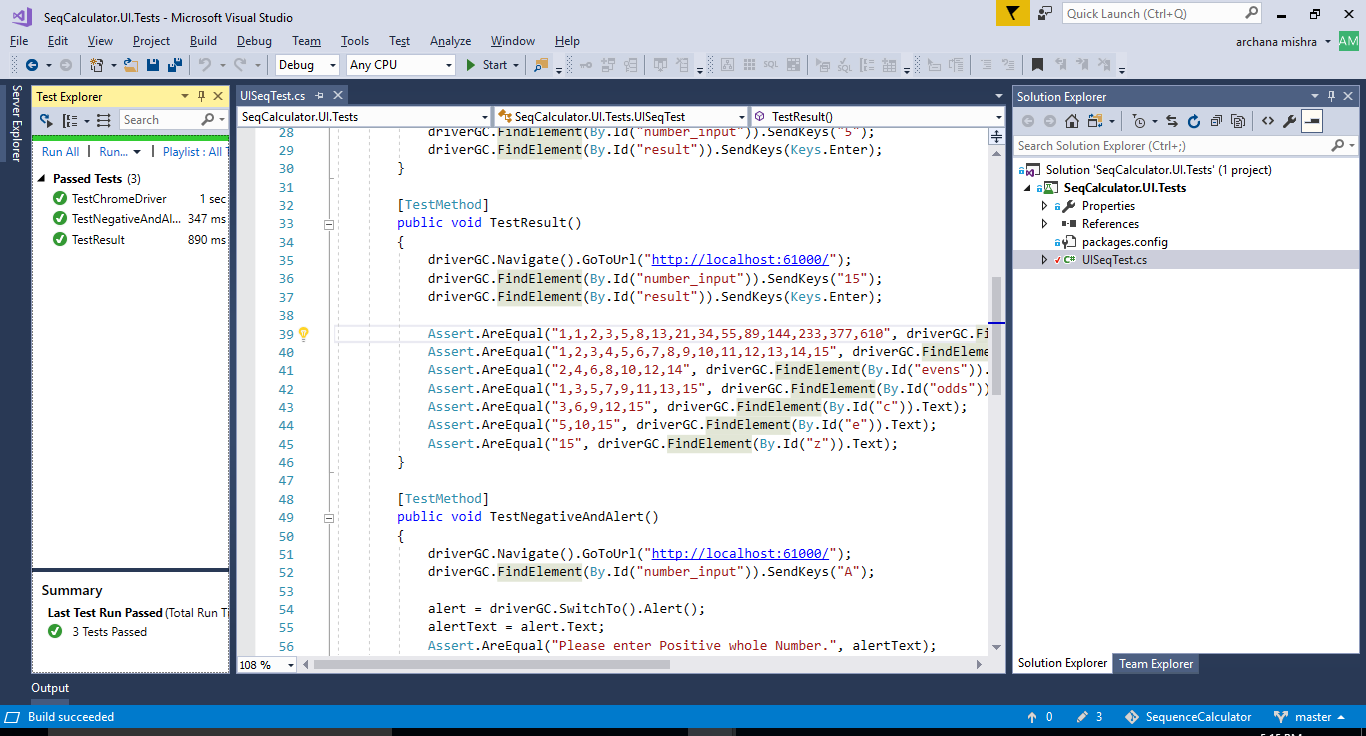 SeqCalculator.UI.Tests - Microsoft Visual Studio
Quick Launch (Ctrl+Q)
File Edit View Project Build Debug Team Tools Test Analyze Window Help
archana mishra AM
Debug Any CPU Start
SQL
Server Explorer
Test Explorer
Search
Run All | Run... | Playlist : All T
Passed Tests (3)
TestChromeDriver 1 sec
TestNegativeAndAl... 347 ms
TestResult 890 ms
Summary
Last Test Run Passed (Total Run Ti
3 Tests Passed
UISeqTest.cs
SeqCalculator.UI.Tests SeqCalculator.UI.Tests.UISeqTest TestResult()
28 driverGC.FindElement(By.Id("number_input")).SendKeys("5");
29 driverGC.FindElement(By.Id("result")).SendKeys(Keys.Enter);
30 }
31
32 [TestMethod]
33 public void TestResult()
34 {
35 driverGC.Navigate().GoToUrl("http://localhost:61000/");
36 driverGC.FindElement(By.Id("number_input")).SendKeys("15");
37 driverGC.FindElement(By.Id("result")).SendKeys(Keys.Enter);
38
39 Assert.AreEqual("1,1,2,3,5,8,13,21,34,55,89,144,233,377,610", driverGC.Fi
40 Assert.AreEqual("1,2,3,4,5,6,7,8,9,10,11,12,13,14,15", driverGC.FindEleme
41 Assert.AreEqual("2,4,6,8,10,12,14", driverGC.FindElement(By.Id("evens")).
42 Assert.AreEqual("1,3,5,7,9,11,13,15", driverGC.FindElement(By.Id("odds"))
43 Assert.AreEqual("3,6,9,12,15", driverGC.FindElement(By.Id("c")).Text);
44 Assert.AreEqual("5,10,15", driverGC.FindElement(By.Id("e")).Text);
45 Assert.AreEqual("15", driverGC.FindElement(By.Id("z")).Text);
46 }
47
48 [TestMethod]
49 public void TestNegativeAndAlert()
50 {
51 driverGC.Navigate().GoToUrl("http://localhost:61000/");
52 driverGC.FindElement(By.Id("number_input")).SendKeys("A");
53
54 alert = driverGC.SwitchTo().Alert();
55 alertText = alert.Text;
56 Assert.AreEqual("Please enter Positive whole Number.", alertText);
108 %
Solution Explorer
Search Solution Explorer (Ctrl+;)
Solution 'SeqCalculator.UI.Tests' (1 project)
SeqCalculator.UI.Tests
Properties
References
packages.config
C# UISeqTest.cs
Solution Explorer Team Explorer
Output
Build succeeded
0 3 SequenceCalculator master
5:15 PM